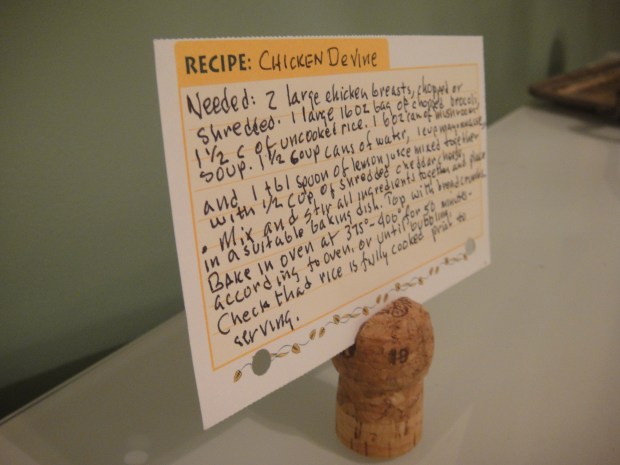 RECIPE: CHICKEN DeVine
Needed: 2 large chicken breasts, chopped or
shredded. 1 large 16oz bag of chopped brocoli,
1 1/2 C of uncooked rice. 1 6oz can of mushroom
soup. 1 1/2 soup cans of water, 1 cup mayonnaise,
and 1 tbl spoon of lemon juice mixed together
with 1/2 cup of shredded cheddar cheese.
• Mix and stir all ingredients together and place
in a suitable baking dish. Top with bread crumbs.
BAKE in oven at 375°-400° for 50 minute-
according to oven, or until bubbling.
Check that rice is fully cooked prior to
serving.